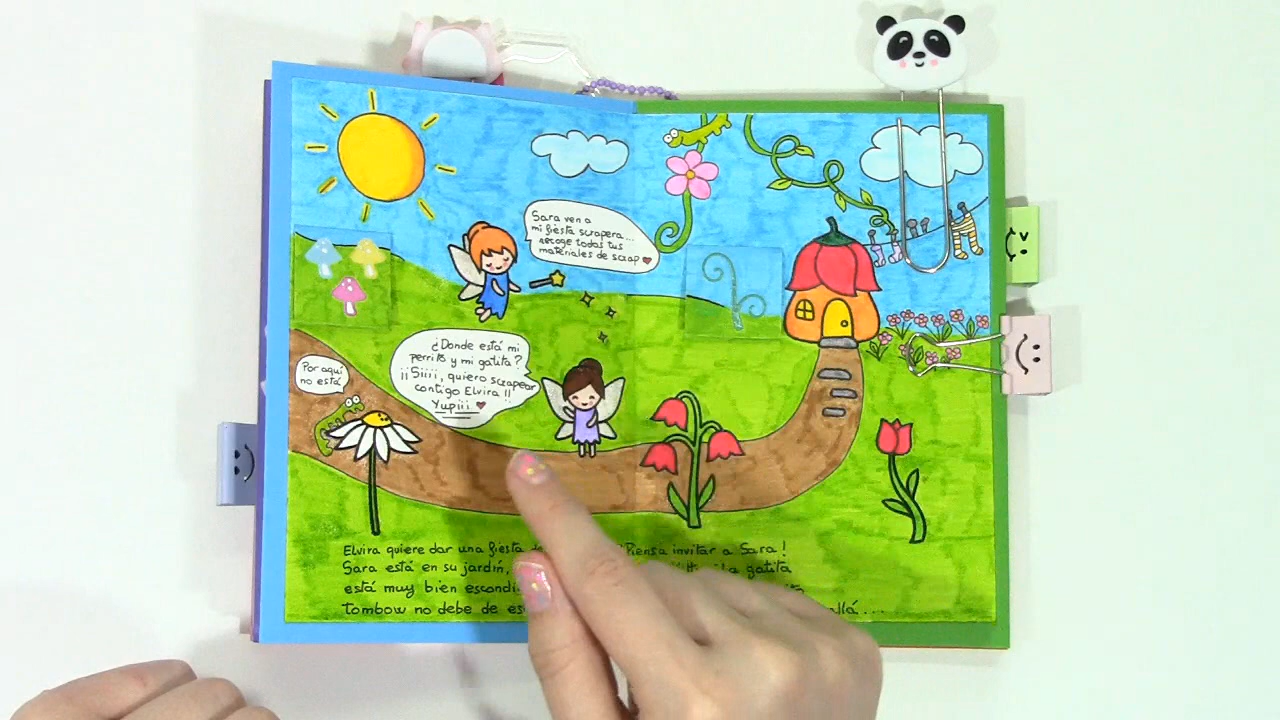 Sara ven a
mi fiesta scrapera...
recoge todos tus
materiales de scrap
¿Donde está mi
perrito y mi gatita?
¡¡Siiii, quiero scrapear
contigo Elvira!!
Yupiii
Por aquí
no está
Elvira quiere dar una fiesta ¡Piensa invitar a Sara!
Sara está en su jardín, la gatita
está muy bien
Tombow no debe de allá...